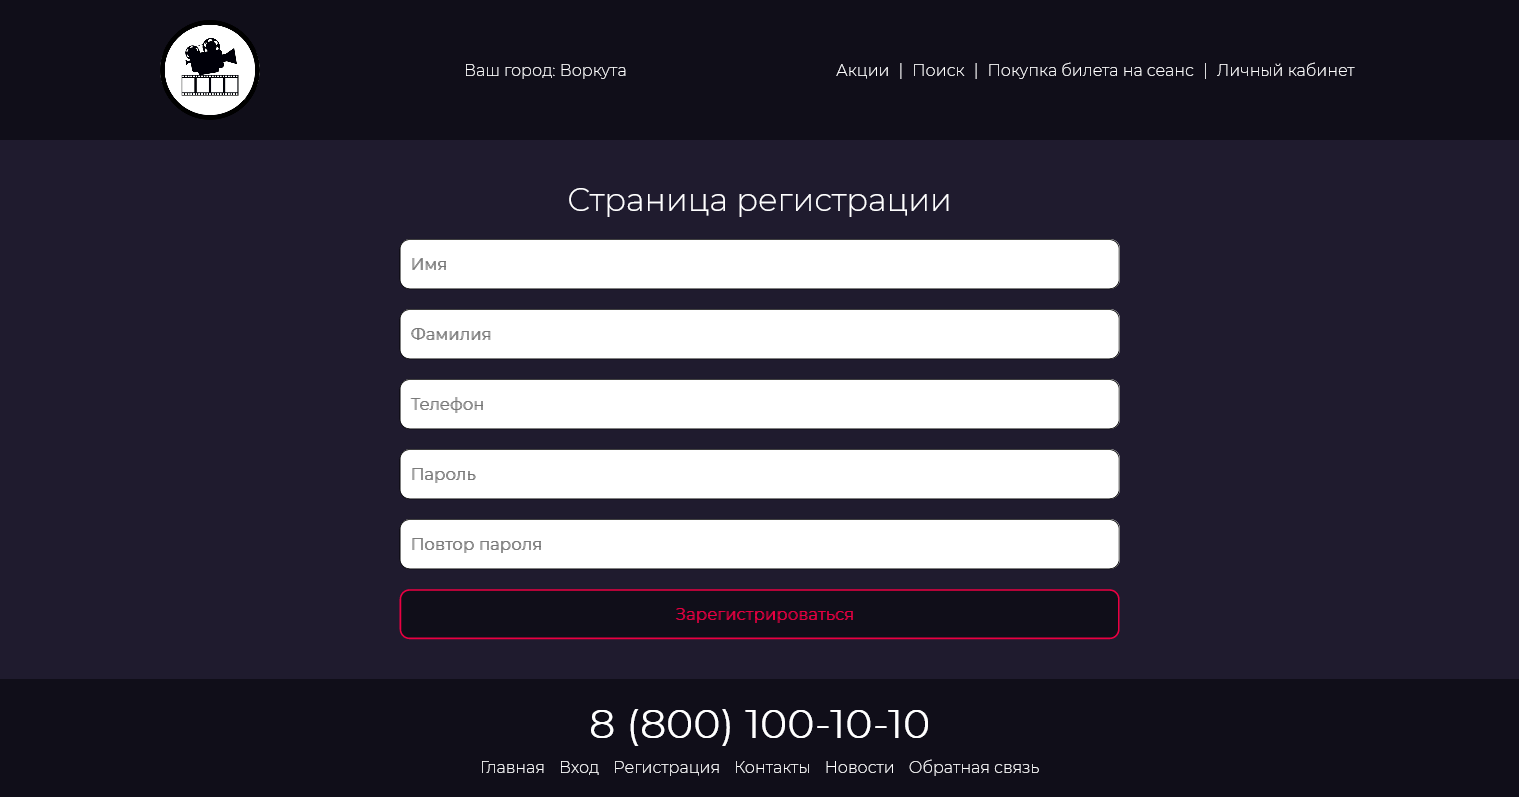 Ваш город: Воркута
Акции | Поиск | Покупка билета на сеанс | Личный кабинет
Страница регистрации
Имя
Фамилия
Телефон
Пароль
Повтор пароля
Зарегистрироваться
8 (800) 100-10-10
Главная Вход Регистрация Контакты Новости Обратная связь